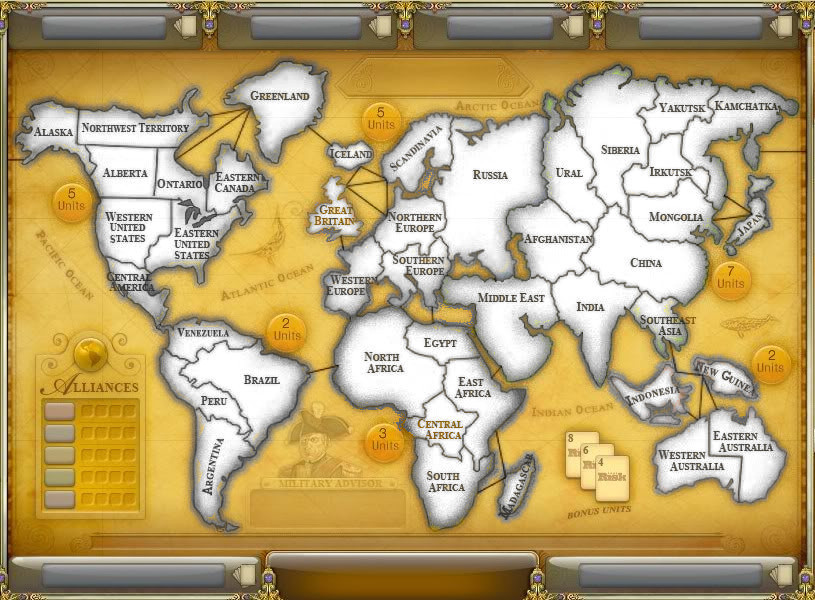 GREENLAND
ARCTIC OCEAN
5
Units
ALASKA
NORTHWEST TERRITORY
ICELAND
SCANDINAVIA
RUSSIA
URAL
SIBERIA
YAKUTSK
KAMCHATKA
ALBERTA
ONTARIO
EASTERN
CANADA
IRKUTSK
5
Units
GREAT
BRITAIN
NORTHERN
EUROPE
MONGOLIA
JAPAN
WESTERN
UNITED
STATES
EASTERN
UNITED
STATES
AFGHANISTAN
CHINA
PACIFIC OCEAN
ATLANTIC OCEAN
CENTRAL
AMERICA
WESTERN
EUROPE
SOUTHERN
EUROPE
MIDDLE EAST
INDIA
SOUTHEAST
ASIA
7
Units
2
Units
VENEZUELA
BRAZIL
PERU
ARGENTINA
NORTH
AFRICA
EGYPT
EAST
AFRICA
CENTRAL
AFRICA
SOUTH
AFRICA
MADAGASCAR
3
Units
INDONESIA
NEW GUINEA
2
Units
INDIAN OCEAN
WESTERN
AUSTRALIA
EASTERN
AUSTRALIA
ALLIANCES
MILITARY ADVISOR
8
6
4
Risk
BONUS UNITS